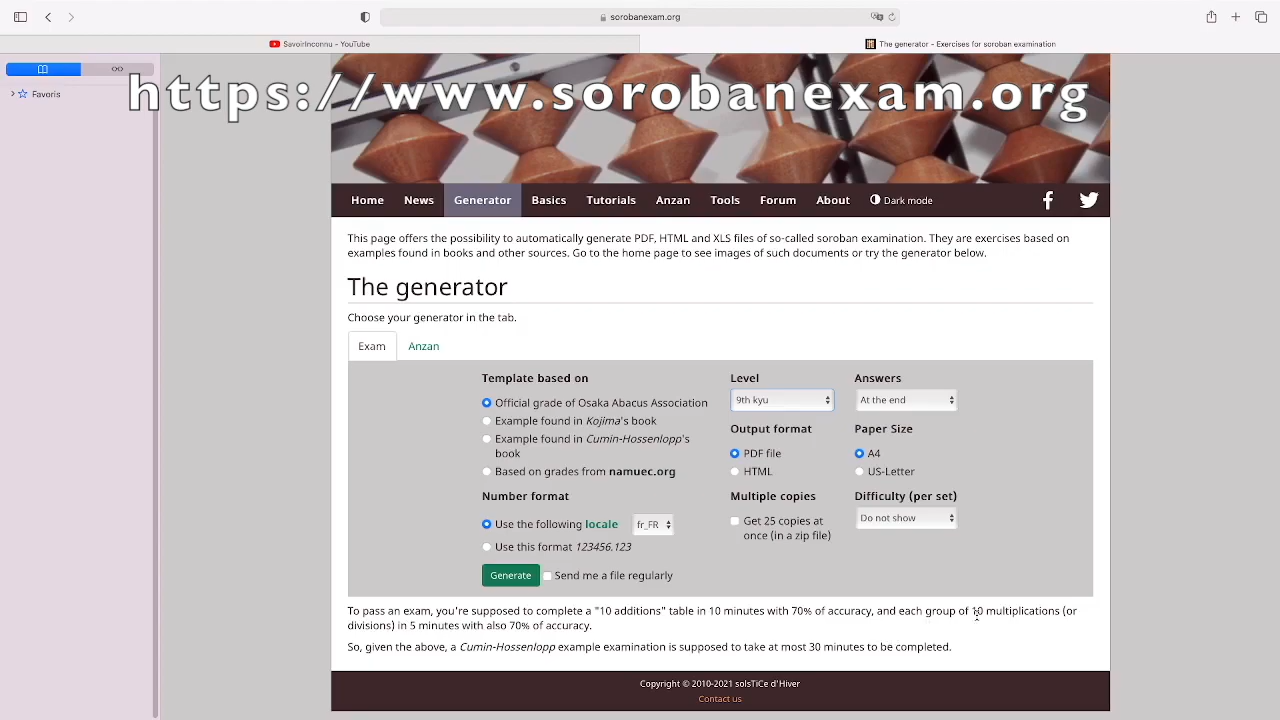 sorobanexam.org
SavoirInconnu - YouTube
The generator - Exercises for soroban examination
Favoris
https://www.sorobanexam.org
Home News Generator Basics Tutorials Anzan Tools Forum About Dark mode
This page offers the possibility to automatically generate PDF, HTML and XLS files of so-called soroban examination. They are exercises based on
examples found in books and other sources. Go to the home page to see images of such documents or try the generator below.
The generator
Choose your generator in the tab.
Exam Anzan
Template based on
Official grade of Osaka Abacus Association
Example found in Kojima's book
Example found in Cumin-Hossenlopp's
book
Based on grades from namuec.org
Number format
Use the following locale fr_FR
Use this format 123456.123
Generate Send me a file regularly
Level
9th kyu
Output format
PDF file
HTML
Multiple copies
Get 25 copies at
once (in a zip file)
Answers
At the end
Paper Size
A4
US-Letter
Difficulty (per set)
Do not show
To pass an exam, you're supposed to complete a "10 additions" table in 10 minutes with 70% of accuracy, and each group of 10 multiplications (or
divisions) in 5 minutes with also 70% of accuracy.
So, given the above, a Cumin-Hossenlopp example examination is supposed to take at most 30 minutes to be completed.
Copyright © 2010-2021 solsTiCe d'Hiver
Contact us